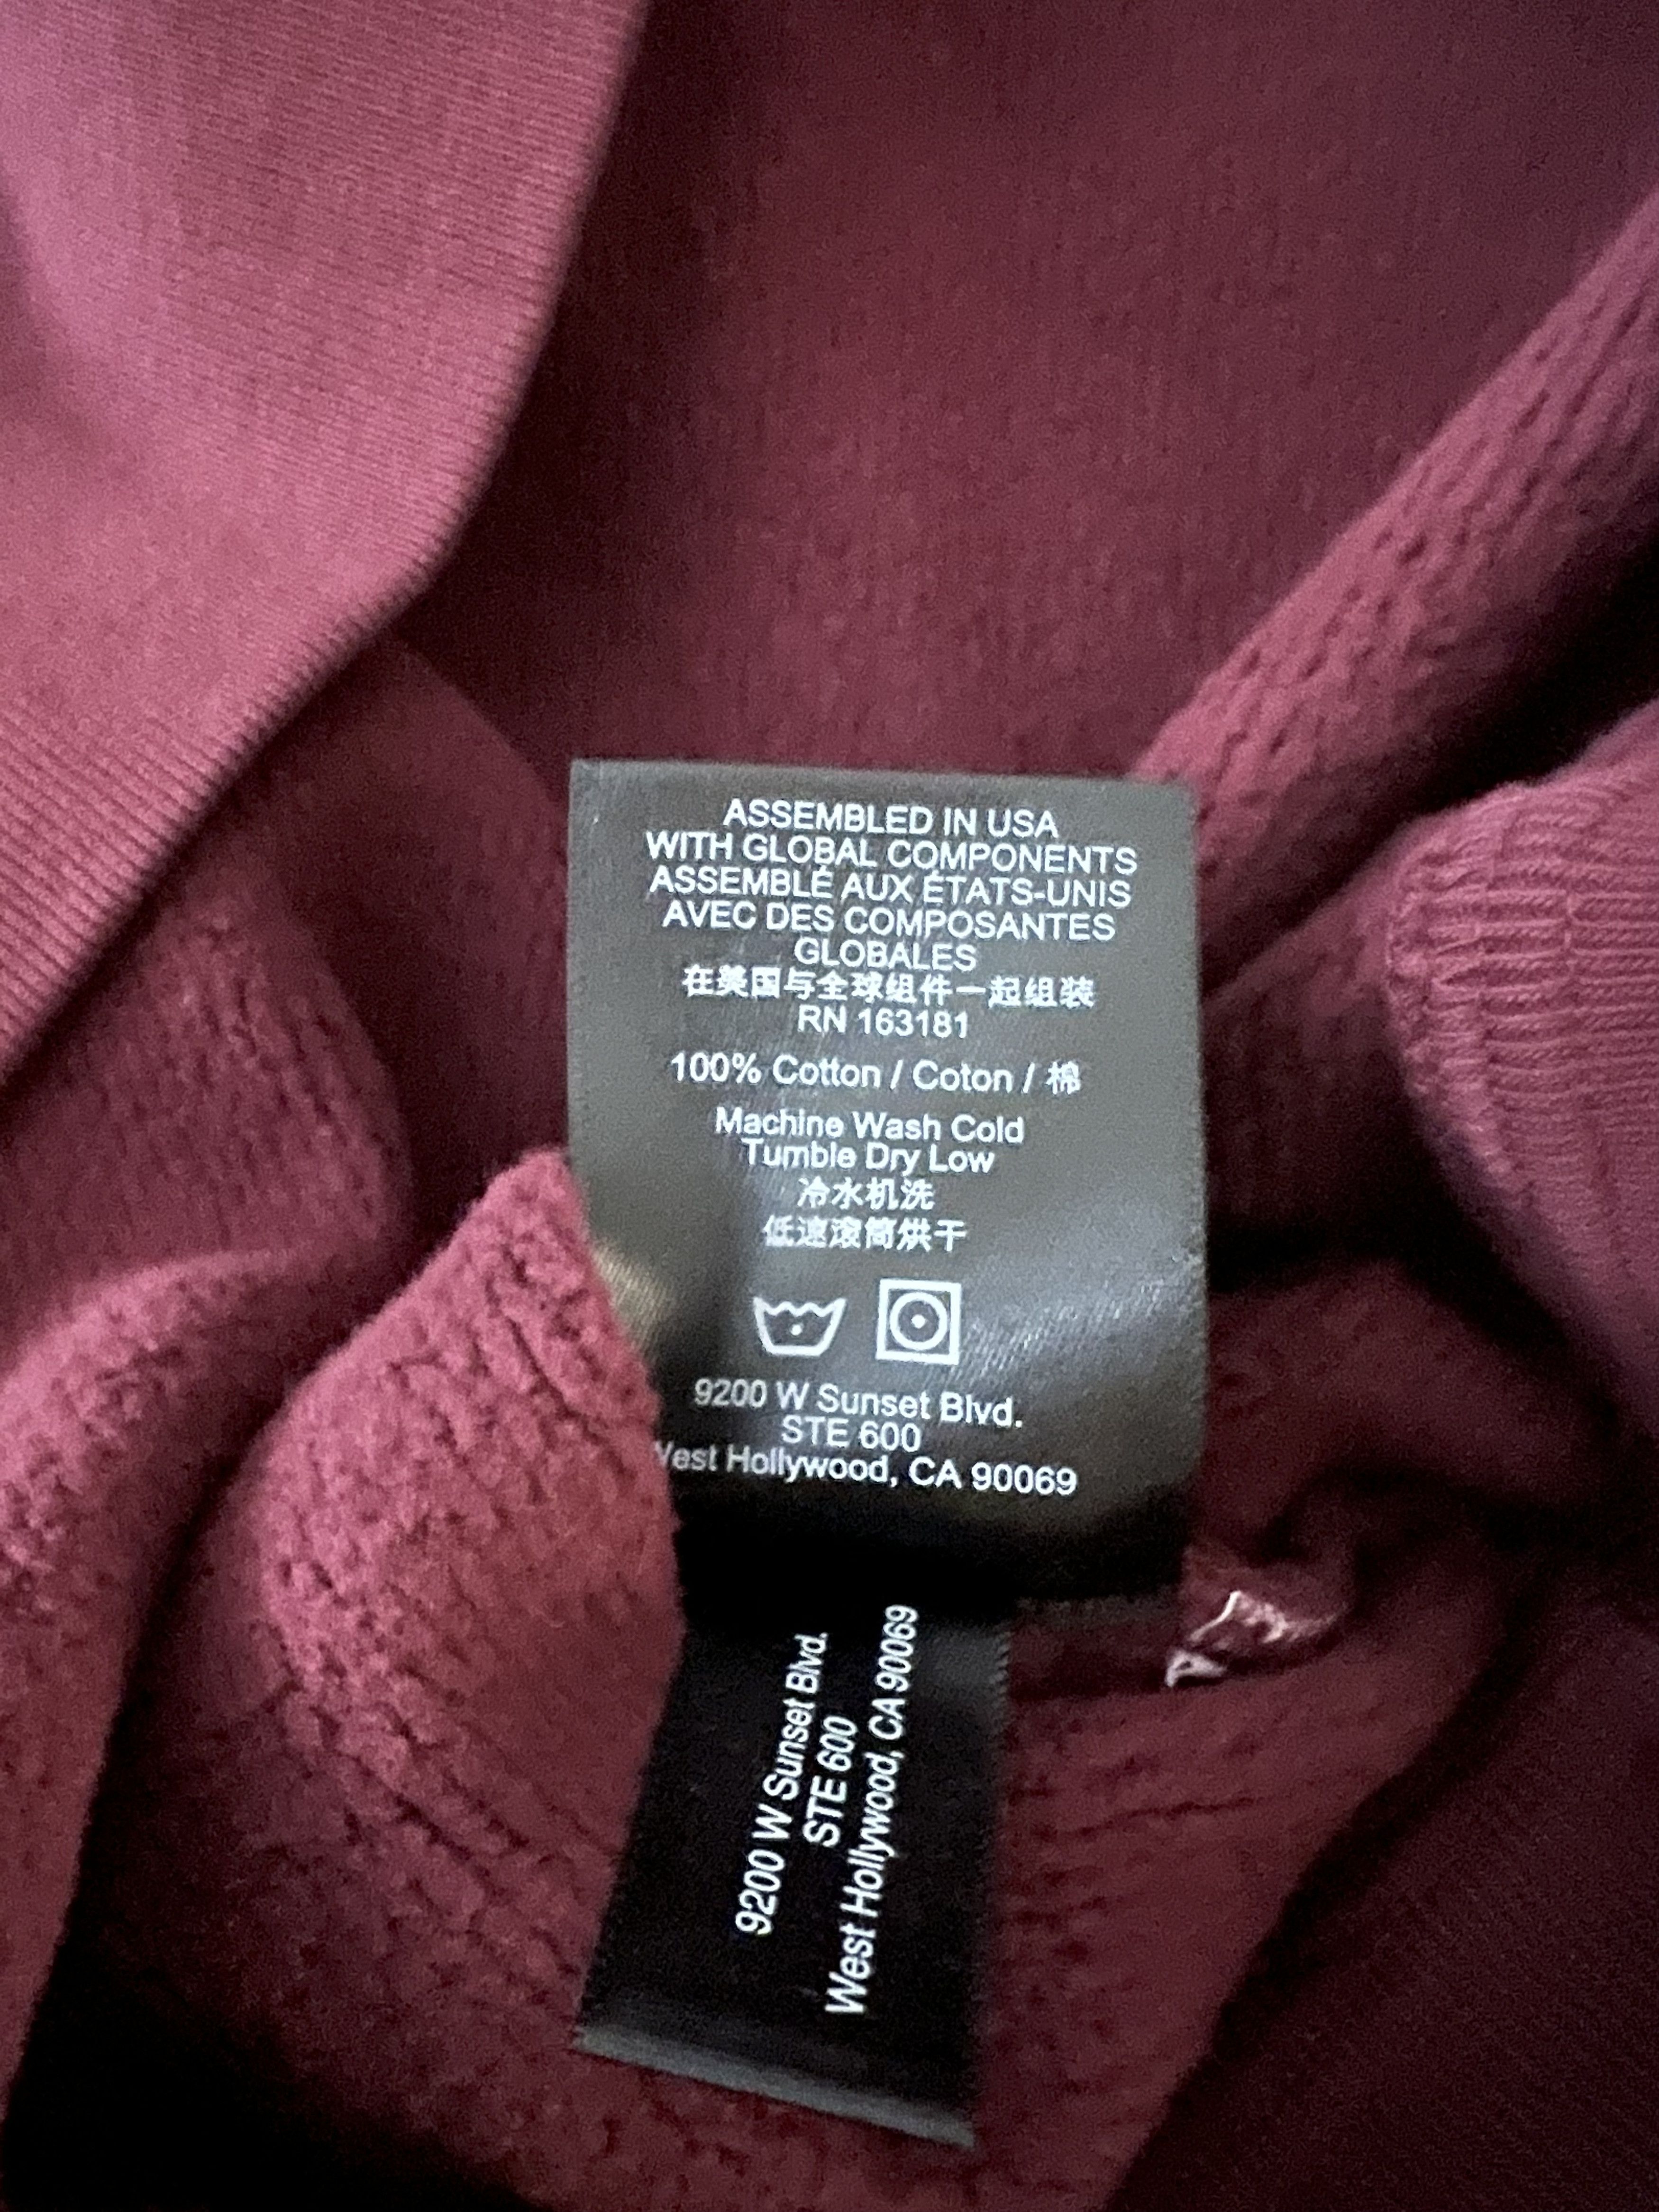 ASSEMBLED IN USA
WITH GLOBAL COMPONENTS
ASSEMBLÉ AUX ÉTATS-UNIS
AVEC DES COMPOSANTES
GLOBALES
在美国与全球组件一起组装
RN 163181
100% Cotton / Coton / 棉
Machine Wash Cold
Tumble Dry Low
冷水机洗
低速滚筒烘干
9200 W Sunset Blvd.
STE 600
West Hollywood, CA 90069
9200 W Sunset Blvd.
STE 600
West Hollywood, CA 90069